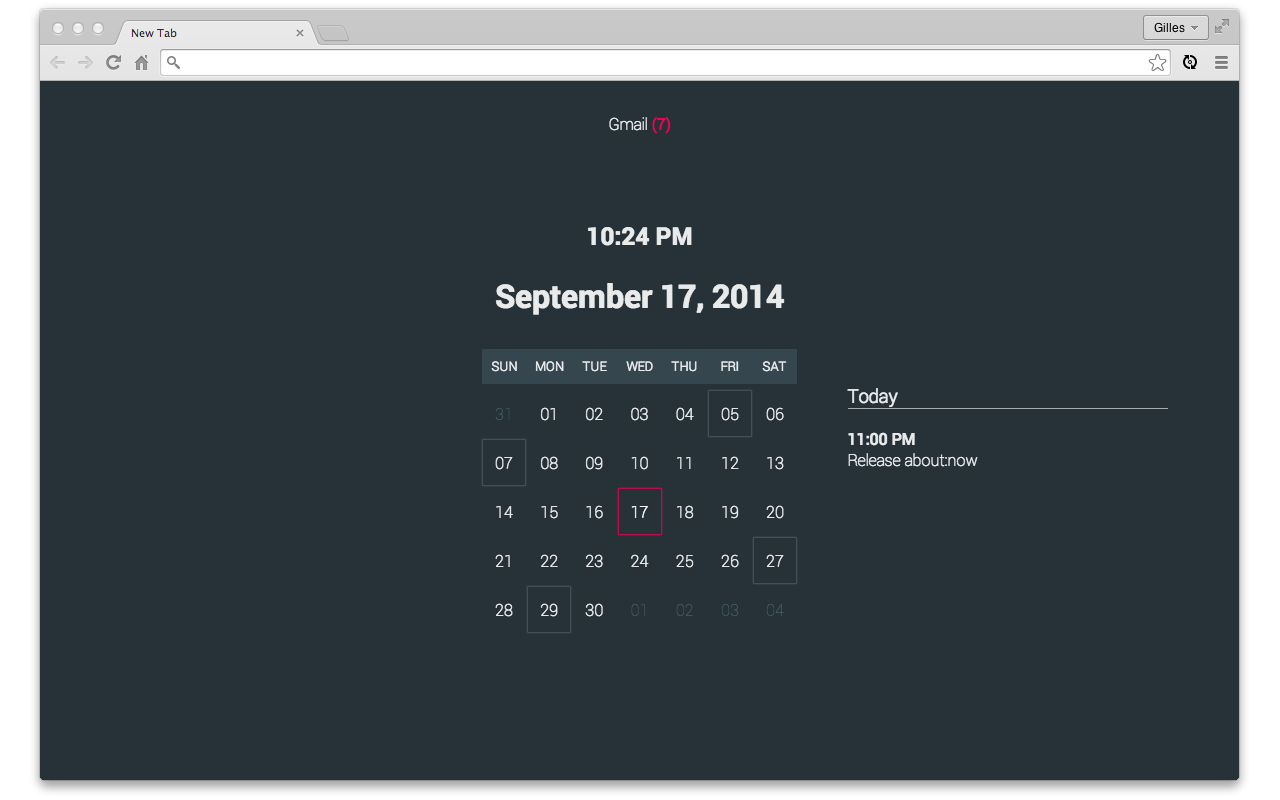 New Tab
Gilles
Gmail (7)
10:24 PM
September 17, 2014
SUN MON TUE WED THU FRI SAT
31 01 02 03 04 05 06
07 08 09 10 11 12 13
14 15 16 17 18 19 20
21 22 23 24 25 26 27
28 29 30 01 02 03 04
Today
11:00 PM
Release about:now